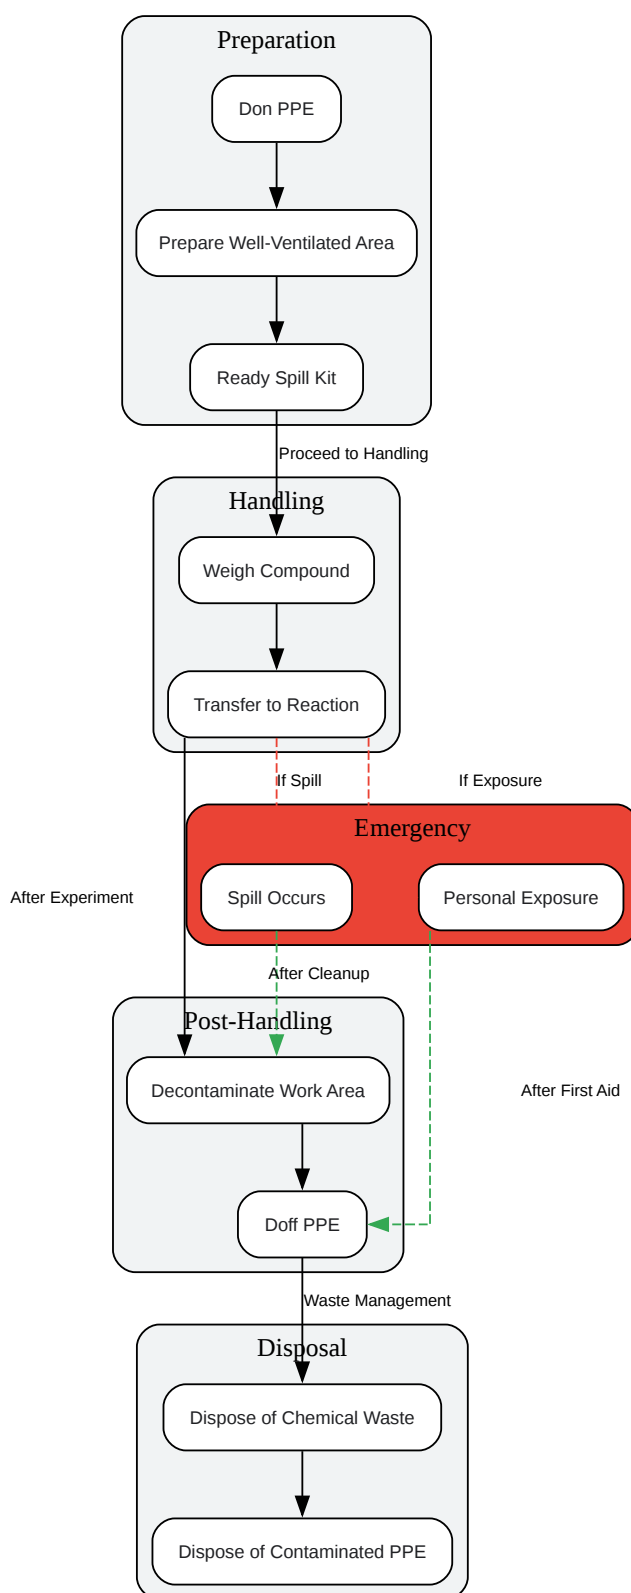 Preparation
Don PPE
Prepare Well-Ventilated Area
Ready Spill Kit
Proceed to Handling
Handling
Weigh Compound
Transfer to Reaction
If Spill
If Exposure
Emergency
Spill Occurs
Personal Exposure
After Experiment
After Cleanup
Post-Handling
Decontaminate Work Area
After First Aid
Doff PPE
Waste Management
Disposal
Dispose of Chemical Waste
Dispose of Contaminated PPE